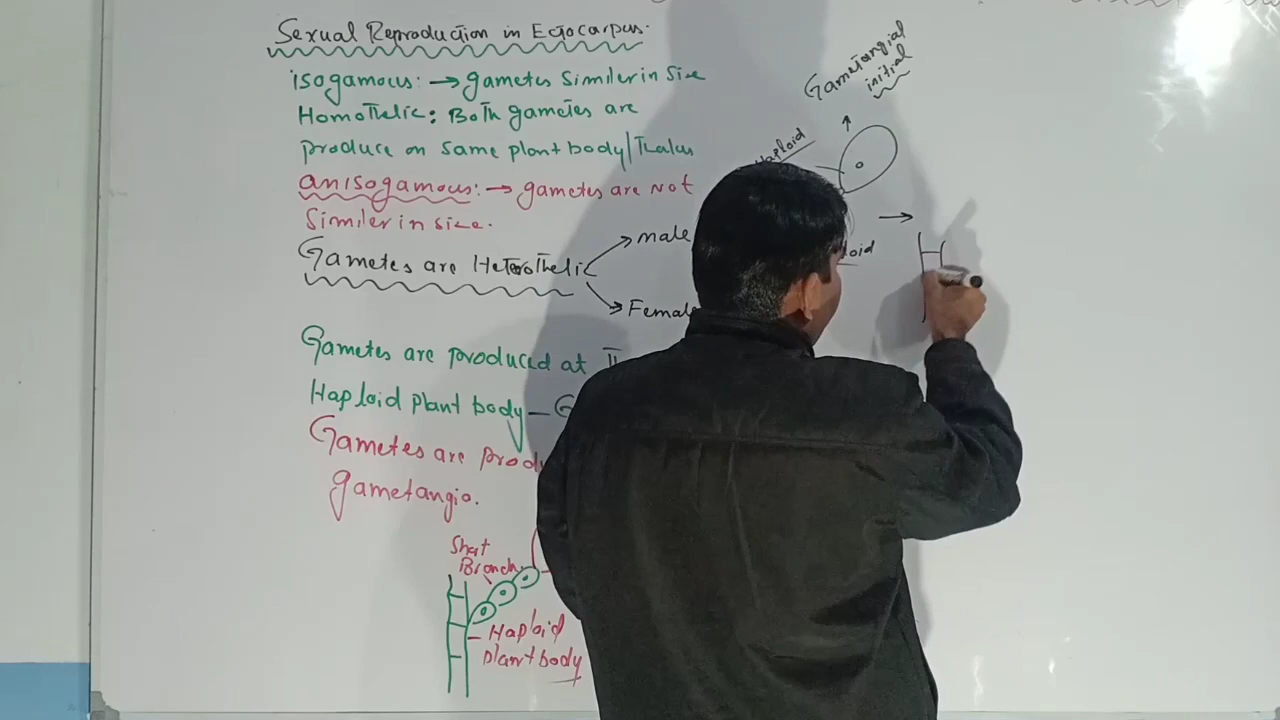 Sexual Reproduction in Ectocarpus.
isogamous: → gametes Similer in Size
Homothelic: Both gametes are
produce on same plant body/Thalus
anisogamous: → gametes are not
Similer in size.
Gametes are Heterothelic
male
Female
Gametes are produced at
Haploid plant body –
Gametes are
gametangia.
Short
Branch
Haploid
plant body
Gametangial
initial
Haploid